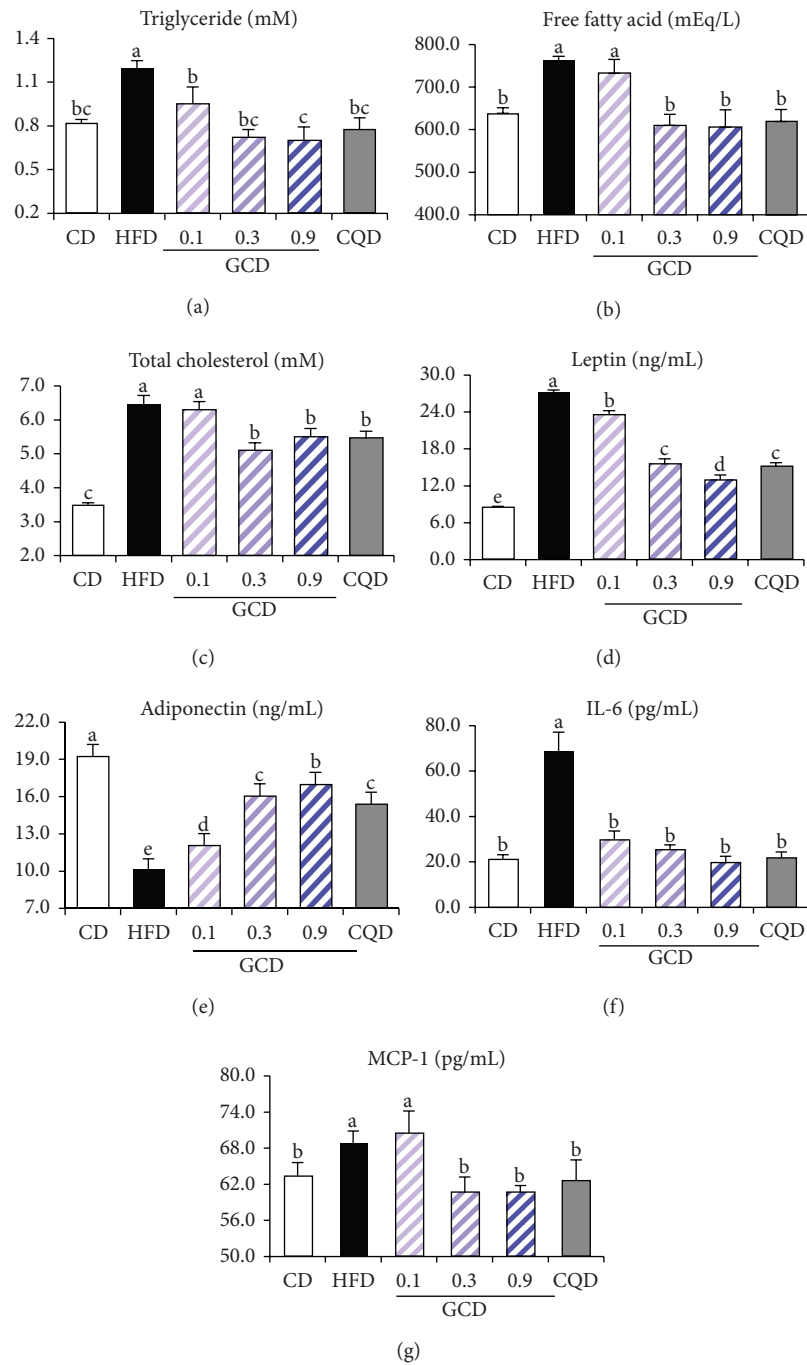 Triglyceride (mM)
1.4
1.1
0.8
0.5
0.2
bc
a
b
bc
c
bc
CD HFD 0.1 0.3 0.9 CQD
GCD
(a)
Free fatty acid (mEq/L)
800.0
700.0
600.0
500.0
400.0
b
a
a
b
b
b
CD HFD 0.1 0.3 0.9 CQD
GCD
(b)
Total cholesterol (mM)
7.0
6.0
5.0
4.0
3.0
2.0
c
a
a
b
b
b
CD HFD 0.1 0.3 0.9 CQD
GCD
(c)
Leptin (ng/mL)
30.0
24.0
18.0
12.0
6.0
0.0
e
a
b
c
d
c
CD HFD 0.1 0.3 0.9 CQD
GCD
(d)
Adiponectin (ng/mL)
22.0
19.0
16.0
13.0
10.0
7.0
a
e
d
c
b
c
CD HFD 0.1 0.3 0.9 CQD
GCD
(e)
IL-6 (pg/mL)
80.0
60.0
40.0
20.0
0.0
b
a
b
b
b
b
CD HFD 0.1 0.3 0.9 CQD
GCD
(f)
MCP-1 (pg/mL)
80.0
74.0
68.0
62.0
56.0
50.0
b
a
a
b
b
b
CD HFD 0.1 0.3 0.9 CQD
GCD
(g)